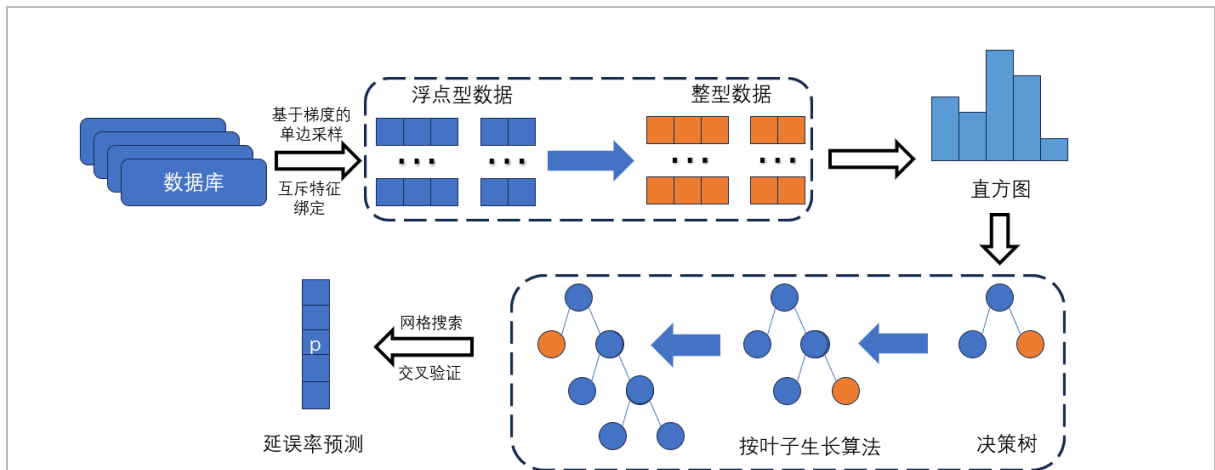 数据库
基于梯度的
单边采样
互斥特征
绑定
浮点型数据
整型数据
直方图
决策树
按叶子生长算法
网格搜索
交叉验证
p
延误率预测